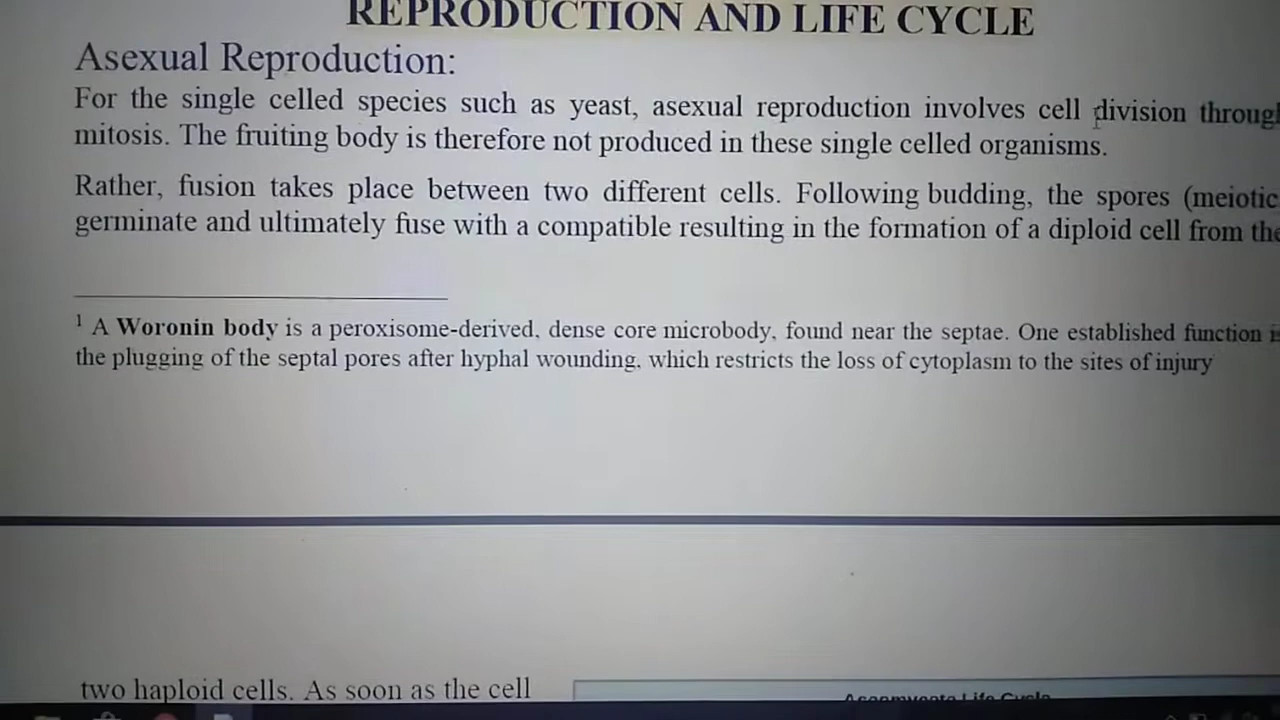 REPRODUCTION AND LIFE CYCLE
Asexual Reproduction:
For the single celled species such as yeast, asexual reproduction involves cell division through
mitosis. The fruiting body is therefore not produced in these single celled organisms.
Rather, fusion takes place between two different cells. Following budding, the spores (meiotic
germinate and ultimately fuse with a compatible resulting in the formation of a diploid cell from the
1 A Woronin body is a peroxisome-derived, dense core microbody, found near the septae. One established function is
the plugging of the septal pores after hyphal wounding, which restricts the loss of cytoplasm to the sites of injury
two haploid cells. As soon as the cell
Life Cycle